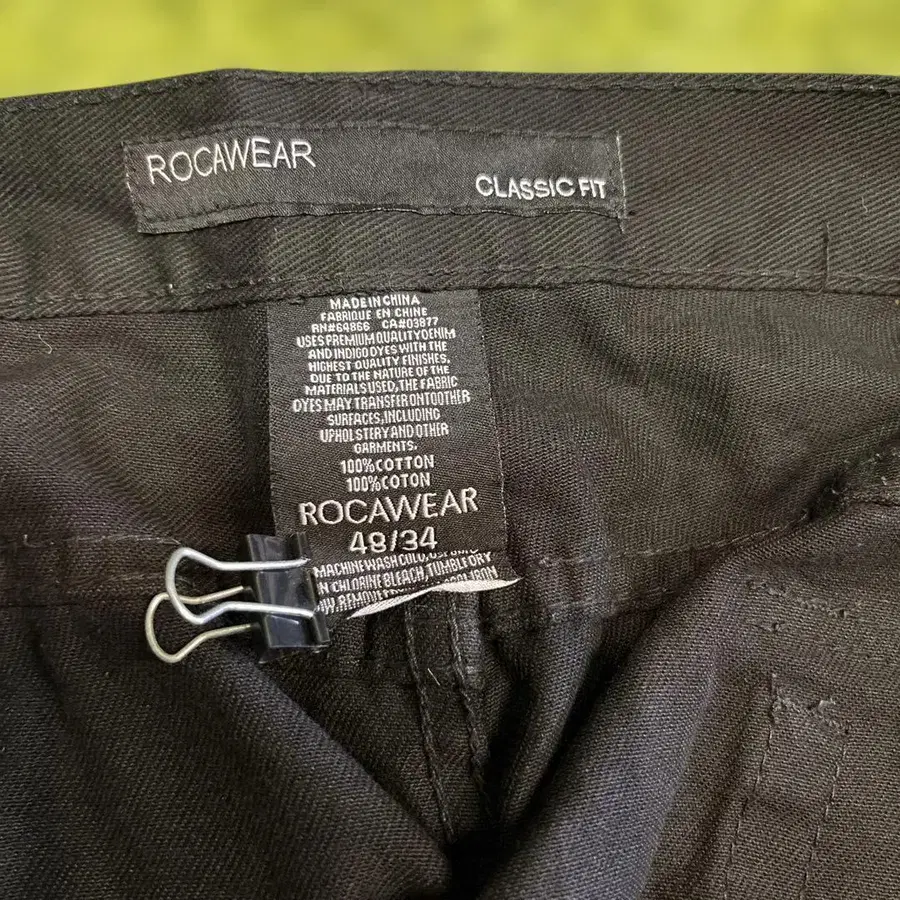 ROCAWEAR
CLASSIC FIT
MADE IN CHINA
FABRIQUE EN CHINE
RN#64866 CA#03877
USES PREMIUM QUALITY DENIM
AND INDIGO DYES WITH THE
HIGHEST QUALITY FINISHES.
DUE TO THE NATURE OF THE
MATERIALS USED, THE FABRIC
DYES MAY TRANSFER ONTO OTHER
SURFACES, INCLUDING
UPHOLSTERY AND OTHER
GARMENTS.
100% COTTON
100% COTON
ROCAWEAR
48/34
MACHINE WASH COLD,
CHLORINE BLEACH, TUMBLE DRY
IRON